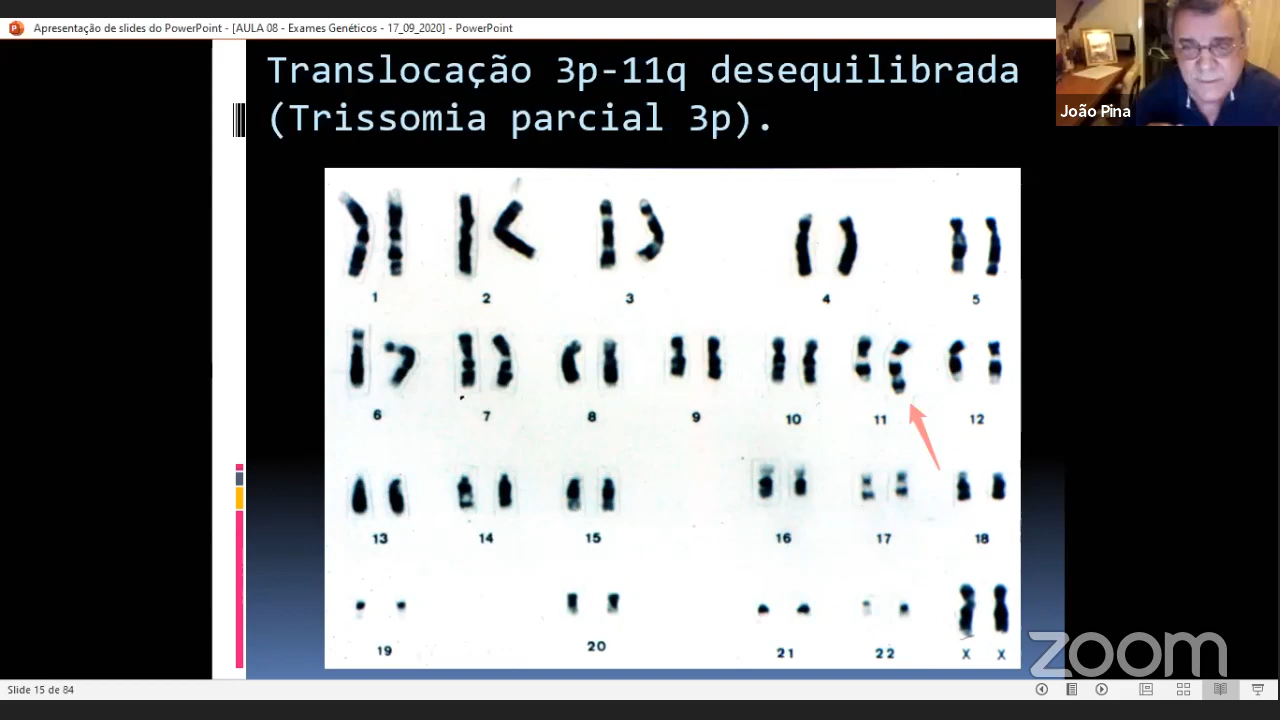 Apresentação de slides do PowerPoint - [AULA 08 - Exames Genéticos - 17_09_2020] - PowerPoint
Translocação 3p-11q desequilibrada
(Trissomia parcial 3p).
João Pina
1 2 3 4 5
6 7 8 9 10 11 12
13 14 15 16 17 18
19 20 21 22 X X
zoom
Slide 15 de 84